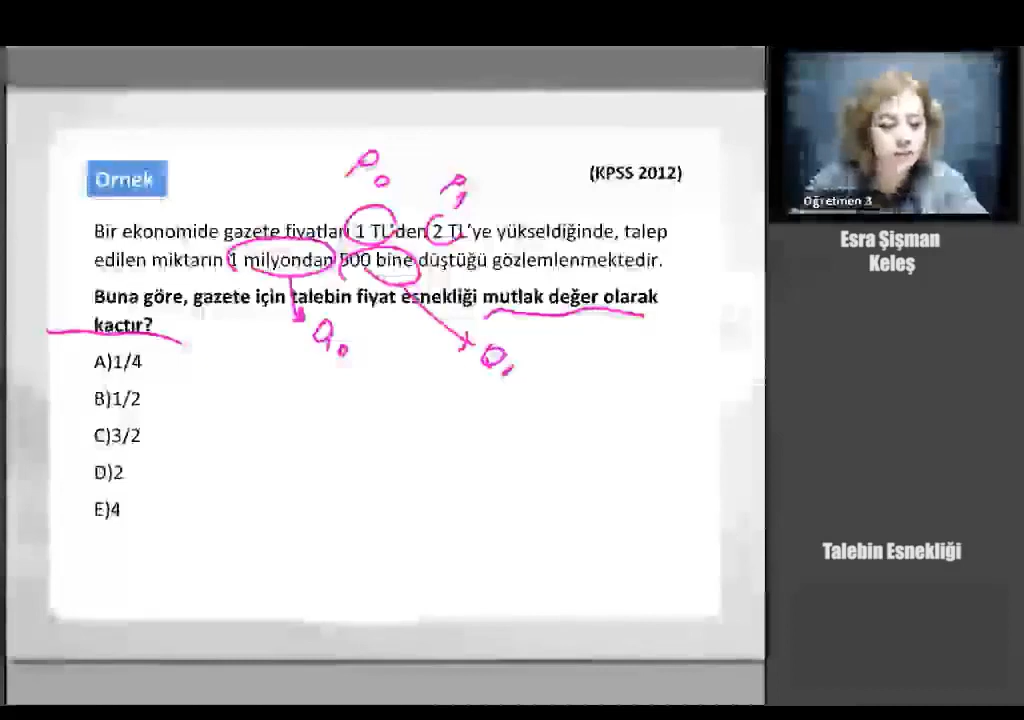 Örnek
(KPSS 2012)
P₀
P₁
Bir ekonomide gazete fiyatları 1 TL'den 2 TL'ye yükseldiğinde, talep
edilen miktarın 1 milyondan 500 bine düştüğü gözlemlenmektedir.
Buna göre, gazete için talebin fiyat esnekliği mutlak değer olarak
kaçtır?
Q₀
Q₁
A)1/4
B)1/2
C)3/2
D)2
E)4
Öğretmen 3
Esra Şişman
Keleş
Talebin Esnekliği